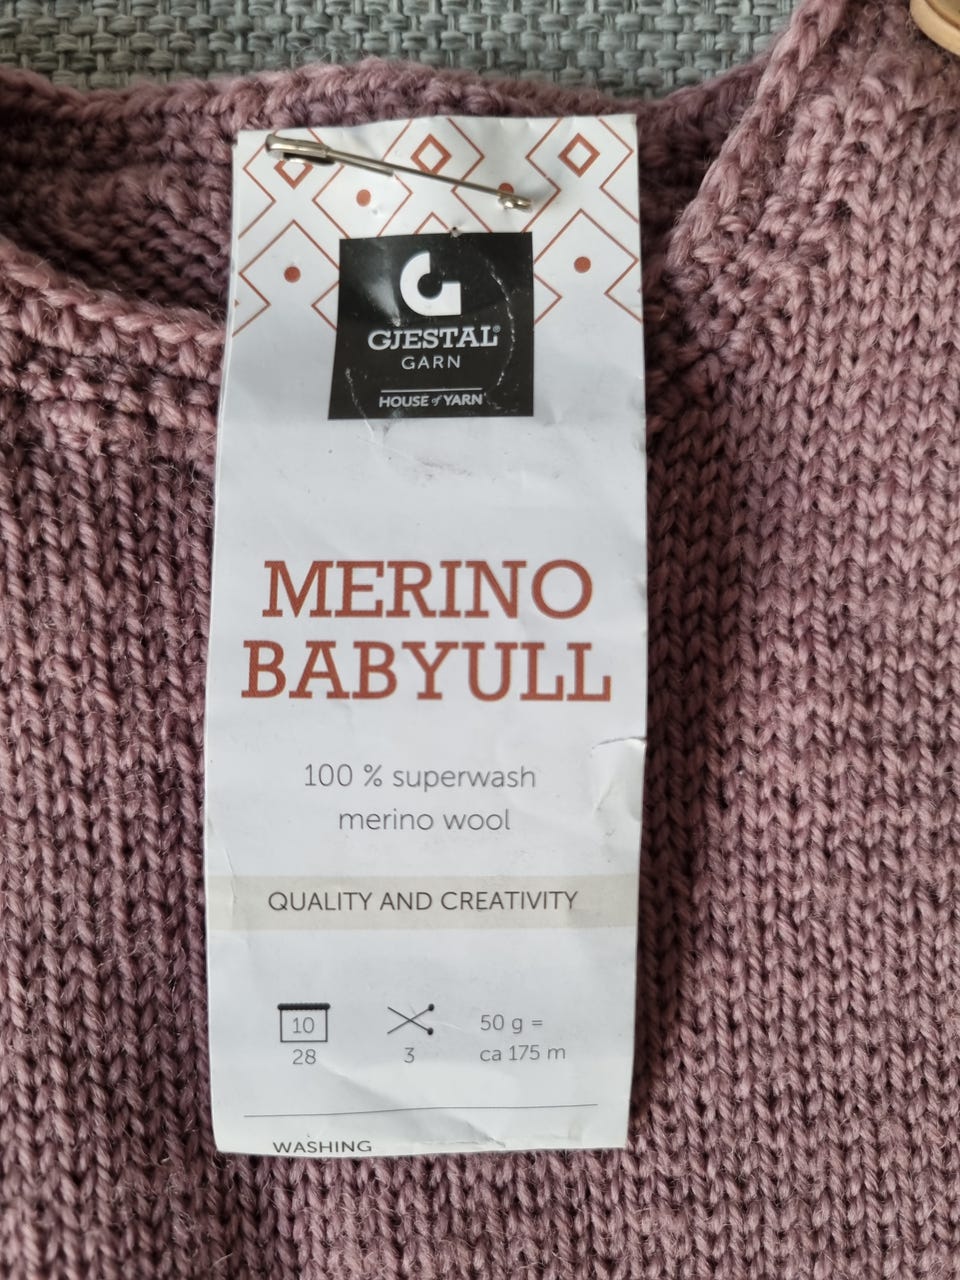 GJESTAL®
GARN
HOUSE of YARN
MERINO
BABYULL
100 % superwash
merino wool
QUALITY AND CREATIVITY
10
28
3
50 g =
ca 175 m
WASHING